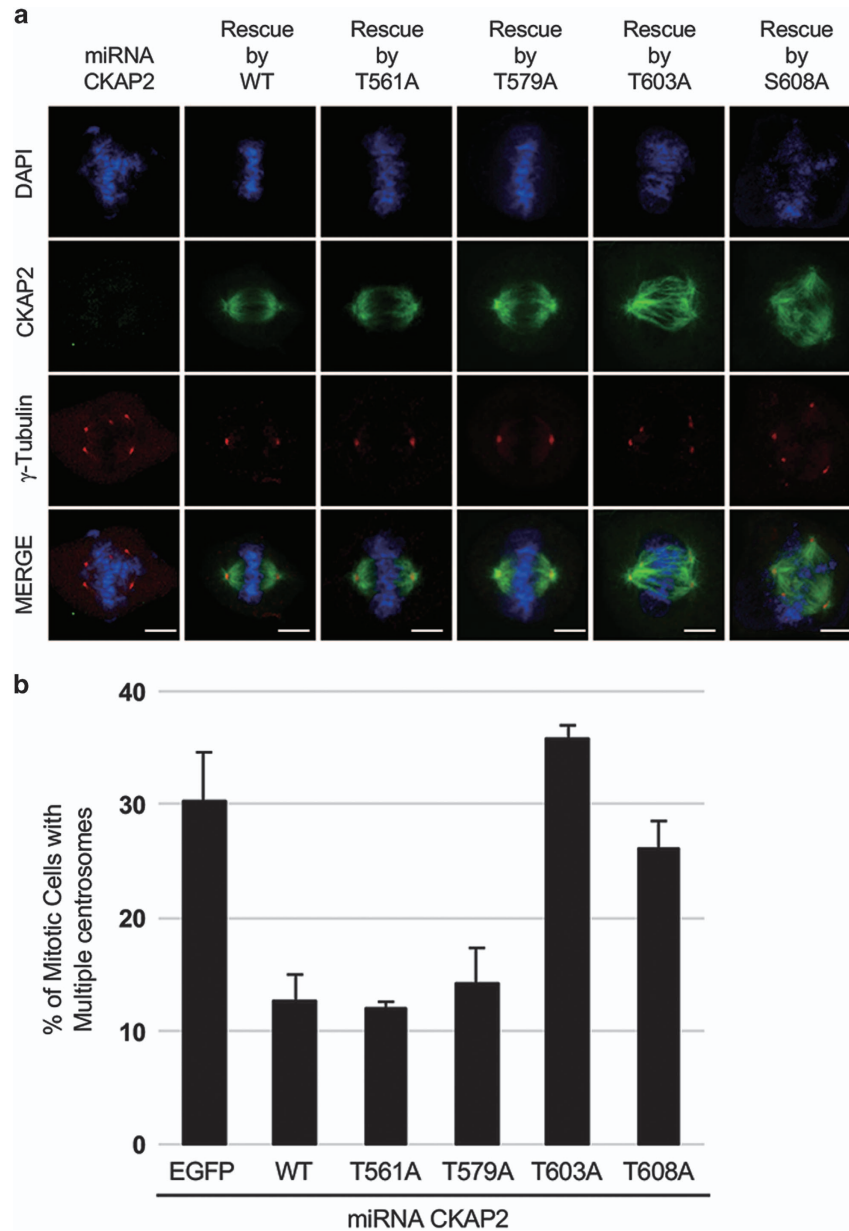 a
miRNA
CKAP2
Rescue
by
WT
Rescue
by
T561A
Rescue
by
T579A
Rescue
by
T603A
Rescue
by
S608A
DAPI
CKAP2
γ-Tubulin
MERGE
b
% of Mitotic Cells with
Multiple centrosomes
40
30
20
10
0
EGFP WT T561A T579A T603A T608A
miRNA CKAP2